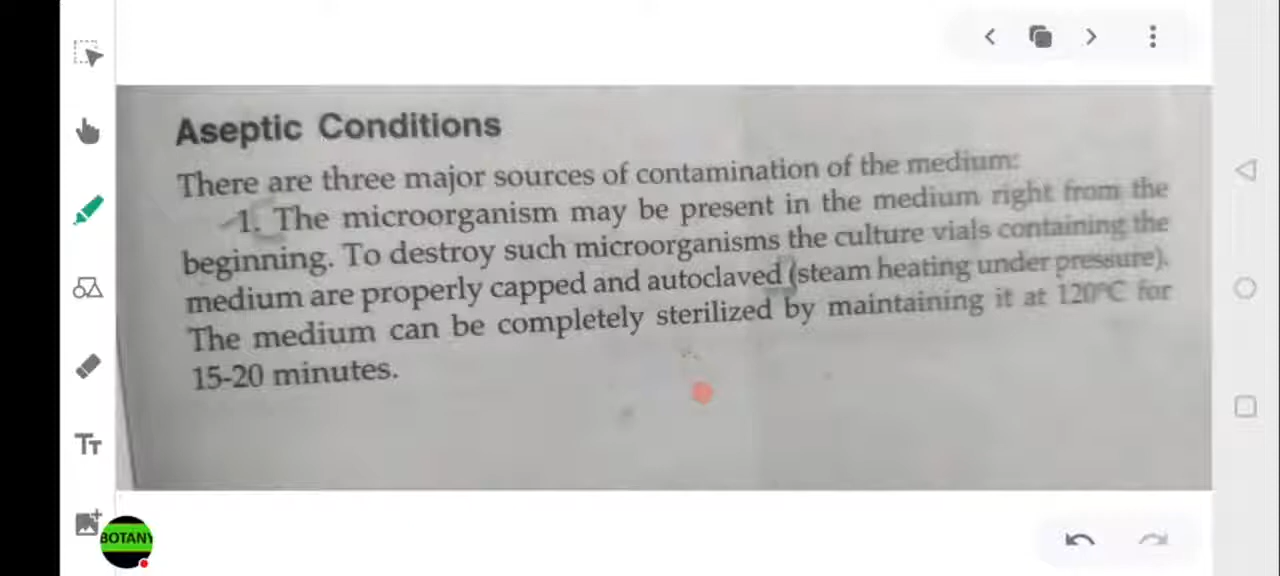 Aseptic Conditions
There are three major sources of contamination of the medium:
1. The microorganism may be present in the medium right from the
beginning. To destroy such microorganisms the culture vials containing the
medium are properly capped and autoclaved (steam heating under pressure).
The medium can be completely sterilized by maintaining it at 120°C for
15-20 minutes.
TT
BOTANY